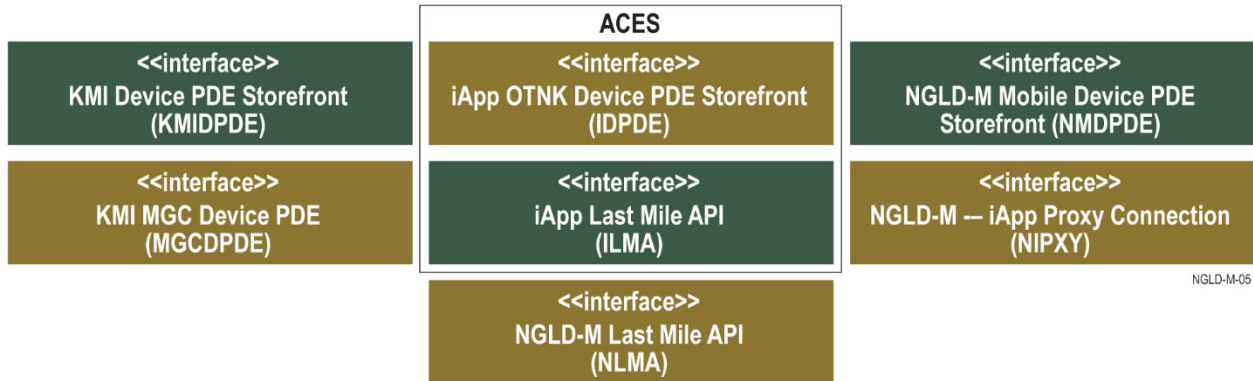 ACES
<<interface>>
KMI Device PDE Storefront
(KMIDPDE)
<<interface>>
iApp OTNK Device PDE Storefront
(IDPDE)
<<interface>>
NGLD-M Mobile Device PDE
Storefront (NMDPDE)
<<interface>>
KMI MGC Device PDE
(MGCDPDE)
<<interface>>
iApp Last Mile API
(ILMA)
<<interface>>
NGLD-M –- iApp Proxy Connection
(NIPXY)
NGLD-M-05
<<interface>>
NGLD-M Last Mile API
(NLMA)